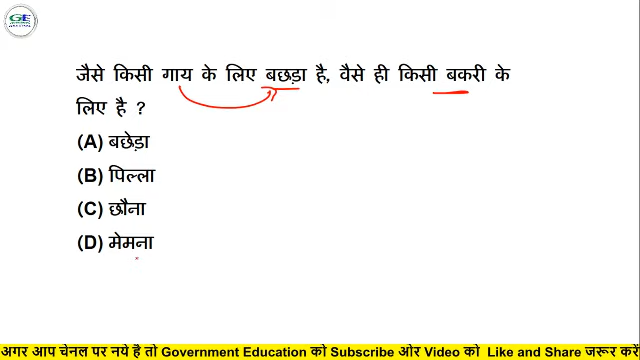 GE
जैसे किसी गाय के लिए बछड़ा है, वैसे ही किसी बकरी के
लिए है ?
(A) बछेड़ा
(B) पिल्ला
(C) छौना
(D) मेमना
अगर आप चेनल पर नये है तो Government Education को Subscribe ओर Video को Like and Share जरूर करे